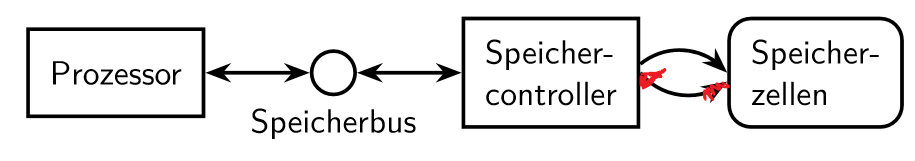 Prozessor
Speicherbus
Speicher-
controller
Speicher-
zellen